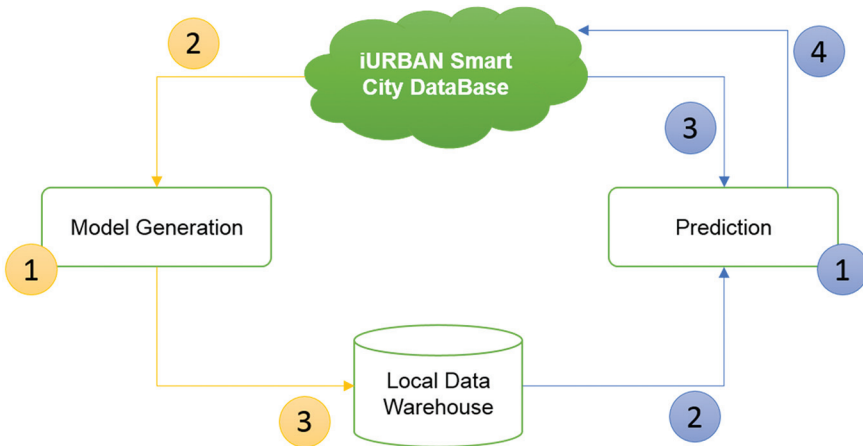 2
iURBAN Smart
City DataBase
4
3
Model Generation
Prediction
1
1
Local Data
Warehouse
3
2